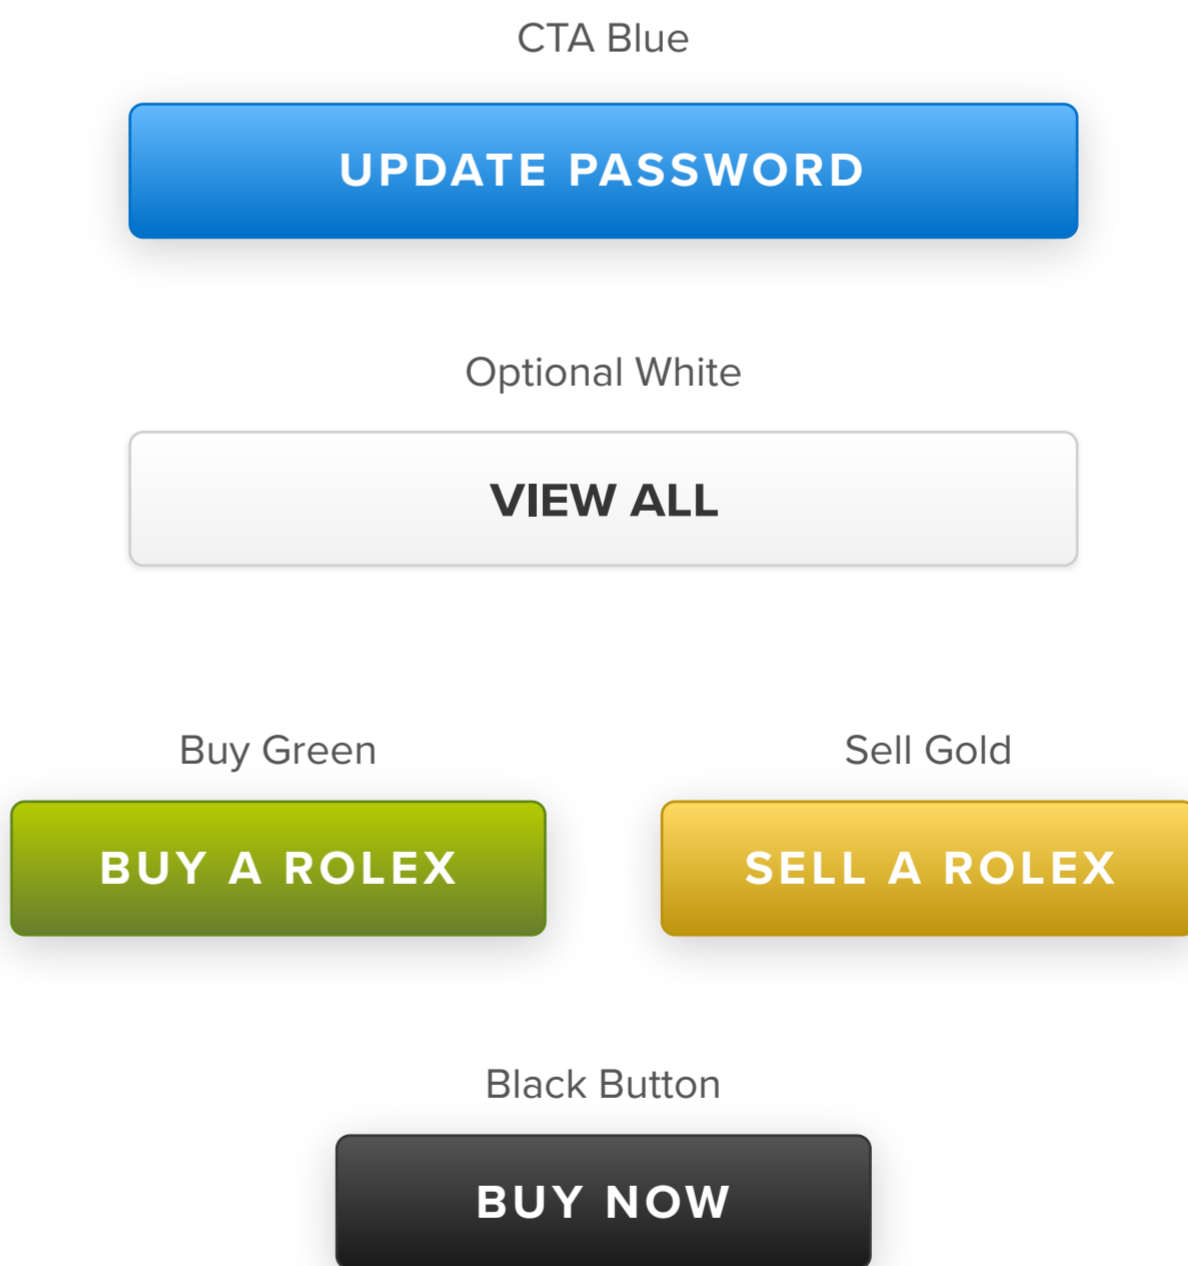 CTA Blue
UPDATE PASSWORD
Optional White
VIEW ALL
Buy Green
Sell Gold
BUY A ROLEX
SELL A ROLEX
Black Button
BUY NOW